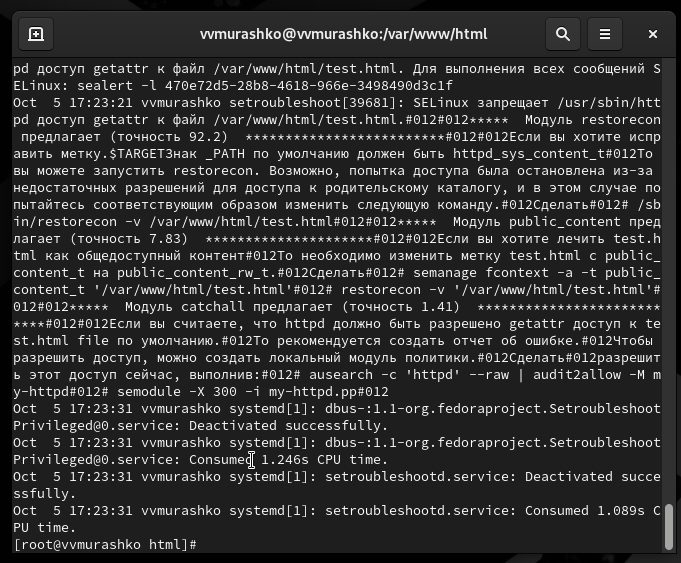 vvmurashko@vvmurashko:/var/www/html
pd доступ getattr к файл /var/www/html/test.html. Для выполнения всех сообщений S
ELinux: sealert -l 470e72d5-28b8-4618-966e-3498490d3c1f
Oct  5 17:23:21 vvmurashko setroubleshoot[39681]: SELinux запрещает /usr/sbin/htt
pd доступ getattr к файл /var/www/html/test.html.#012#012*****  Модуль restorecon
 предлагает (точность 92.2)  *************************#012#012Если вы хотите испр
авить метку.$TARGETЗнак _PATH по умолчанию должен быть httpd_sys_content_t#012То
вы можете запустить restorecon. Возможно, попытка доступа была остановлена из-за
недостаточных разрешений для доступа к родительскому каталогу, и в этом случае по
пытайтесь соответствующим образом изменить следующую команду.#012Сделать#012# /sb
in/restorecon -v /var/www/html/test.html#012#012*****  Модуль public_content пред
лагает (точность 7.83)  *********************#012#012Если вы хотите лечить test.h
tml как общедоступный контент#012То необходимо изменить метку test.html с public_
content_t на public_content_rw_t.#012Сделать#012# semanage fcontext -a -t public_
content_t '/var/www/html/test.html'#012# restorecon -v '/var/www/html/test.html'#
012#012*****  Модуль catchall предлагает (точность 1.41)  ***********************
****#012#012Если вы считаете, что httpd должно быть разрешено getattr доступ к te
st.html file по умолчанию.#012То рекомендуется создать отчет об ошибке.#012Чтобы
разрешить доступ, можно создать локальный модуль политики.#012Сделать#012разрешит
ь этот доступ сейчас, выполнив:#012# ausearch -c 'httpd' --raw | audit2allow -M m
y-httpd#012# semodule -X 300 -i my-httpd.pp#012
Oct  5 17:23:31 vvmurashko systemd[1]: dbus-:1.1-org.fedoraproject.Setroubleshoot
Privileged@0.service: Deactivated successfully.
Oct  5 17:23:31 vvmurashko systemd[1]: dbus-:1.1-org.fedoraproject.Setroubleshoot
Privileged@0.service: Consumed 1.246s CPU time.
Oct  5 17:23:31 vvmurashko systemd[1]: setroubleshootd.service: Deactivated succe
ssfully.
Oct  5 17:23:31 vvmurashko systemd[1]: setroubleshootd.service: Consumed 1.089s C
PU time.
[root@vvmurashko html]#